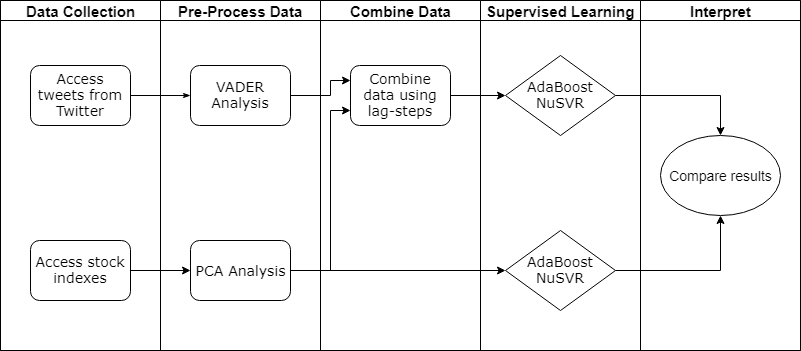 Data Collection
Pre-Process Data
Combine Data
Supervised Learning
Interpret
Access
tweets from
Twitter
VADER
Analysis
Combine
data using
lag-steps
AdaBoost
NuSVR
Compare results
Access stock
indexes
PCA Analysis
AdaBoost
NuSVR